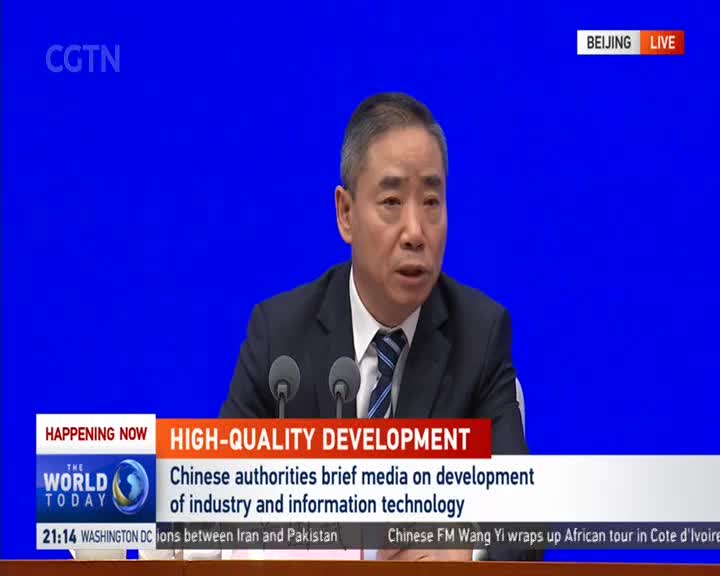 CGTN
BEIJING LIVE
HAPPENING NOW
HIGH-QUALITY DEVELOPMENT
THE
WORLD
TODAY
Chinese authorities brief media on development
of industry and information technology
21:14 WASHINGTON DC ions between Iran and Pakistan Chinese FM Wang Yi wraps up African tour in Cote d'Ivoire